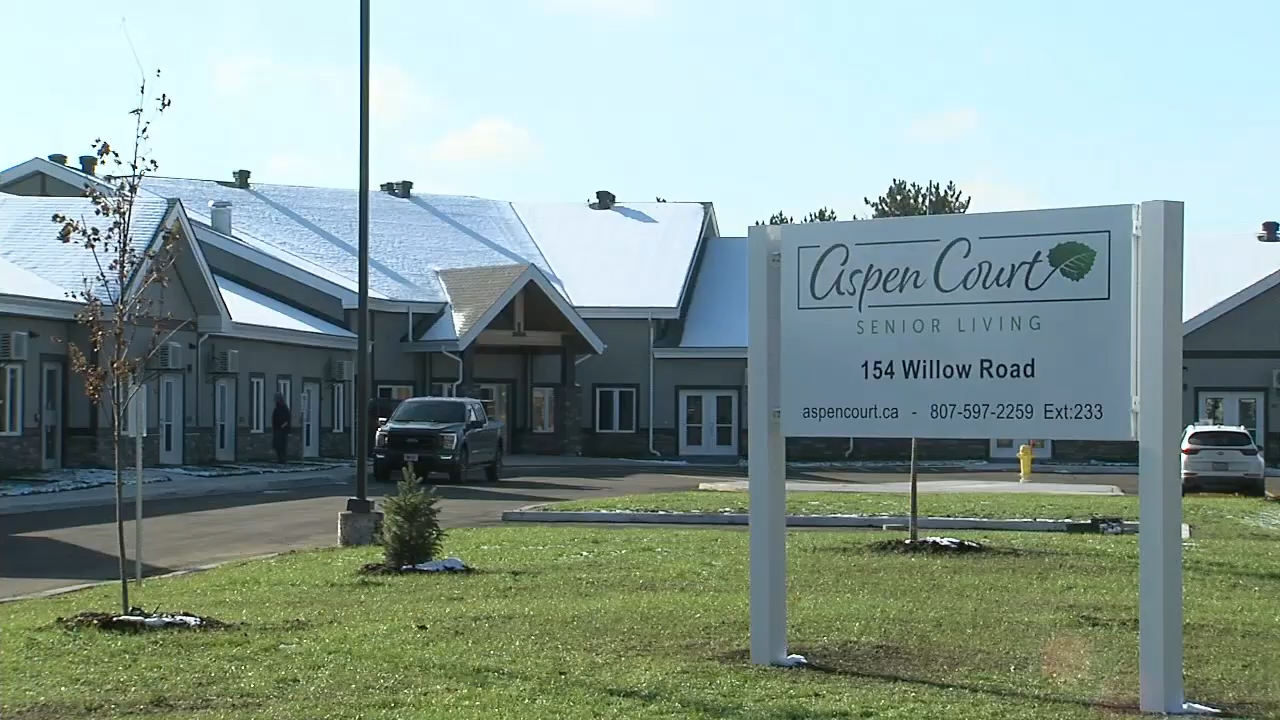 Aspen Court
SENIOR LIVING
154 Willow Road
aspencourt.ca - 807-597-2259 Ext:233